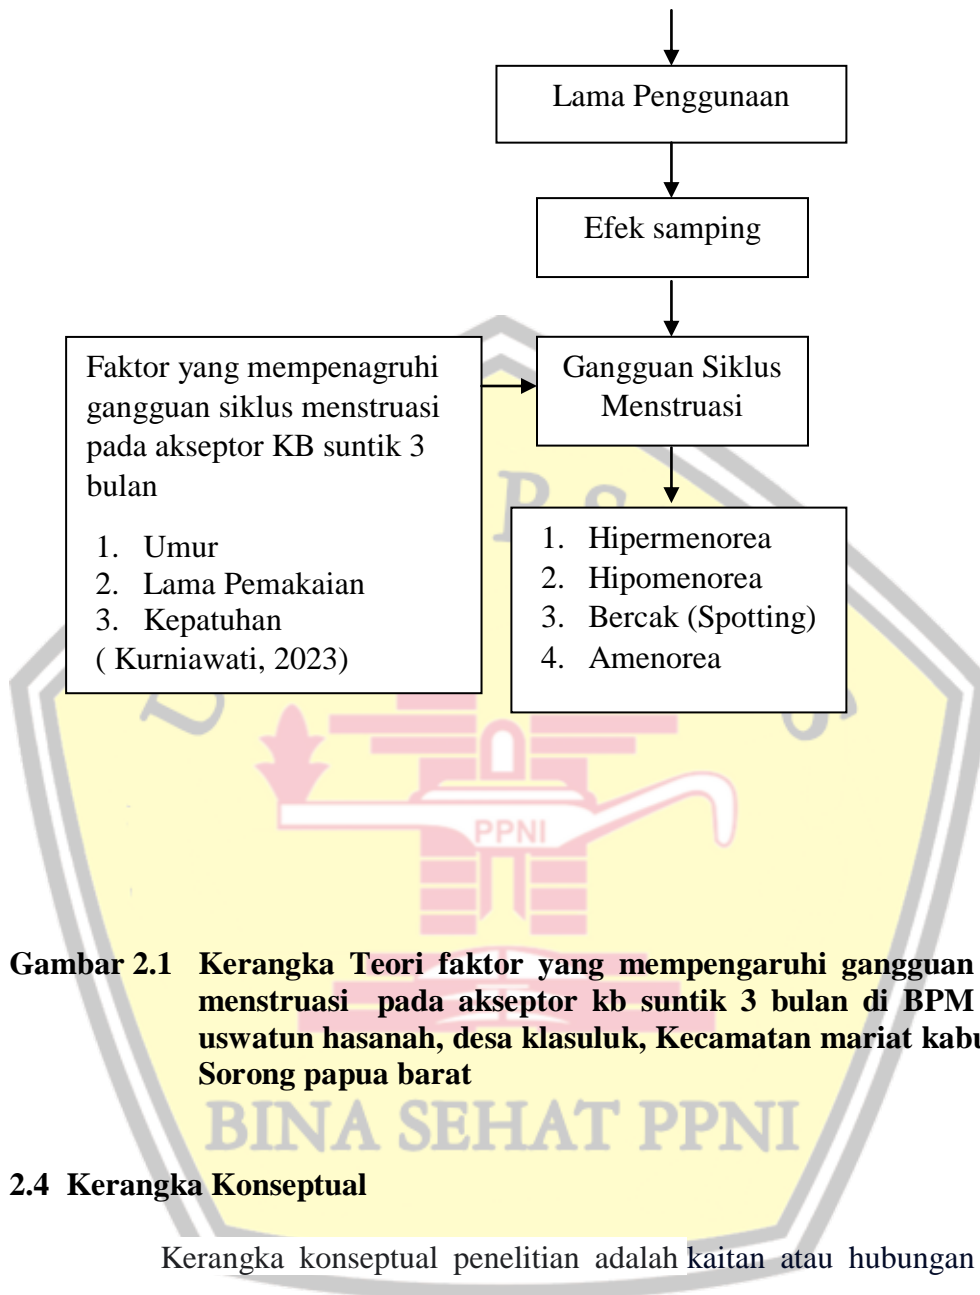 Lama Penggunaan
Efek samping
Faktor yang mempenagruhi
gangguan siklus menstruasi
pada akseptor KB suntik 3
bulan
1. Umur
2. Lama Pemakaian
3. Kepatuhan
( Kurniawati, 2023)
Gangguan Siklus
Menstruasi
1. Hipermenorea
2. Hipomenorea
3. Bercak (Spotting)
4. Amenorea
PPNI
Gambar 2.1 Kerangka Teori faktor yang mempengaruhi gangguan
menstruasi pada akseptor kb suntik 3 bulan di BPM
uswatun hasanah, desa klasuluk, Kecamatan mariat kabu
Sorong papua barat
BINA SEHAT PPNI
2.4 Kerangka Konseptual
Kerangka konseptual penelitian adalah kaitan atau hubungan